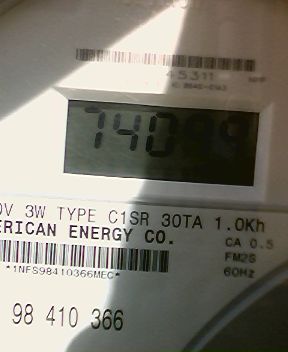 45311
74099
0V 3W TYPE C1SR 30TA 1.0Kh
ERICAN ENERGY CO.
CA 0.5
FM2S
60Hz
*1NFS98410366MEC*
98 410 366